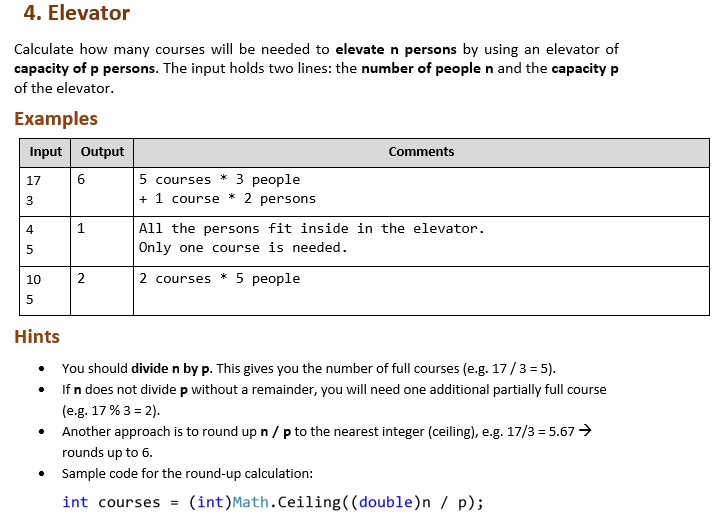 4. Elevator
Calculate how many courses will be needed to elevate n persons by using an elevator of
capacity of p persons. The input holds two lines: the number of people n and the capacity p
of the elevator.
Examples
Input Output Comments
17 6 5 courses * 3 people
3 + 1 course * 2 persons
4 1 All the persons fit inside in the elevator.
5 Only one course is needed.
10 2 2 courses * 5 people
5
Hints
• You should divide n by p. This gives you the number of full courses (e.g. 17 / 3 = 5).
• If n does not divide p without a remainder, you will need one additional partially full course
(e.g. 17 % 3 = 2).
• Another approach is to round up n / p to the nearest integer (ceiling), e.g. 17/3 = 5.67 →
rounds up to 6.
• Sample code for the round-up calculation:
int courses = (int)Math.Ceiling((double)n / p);